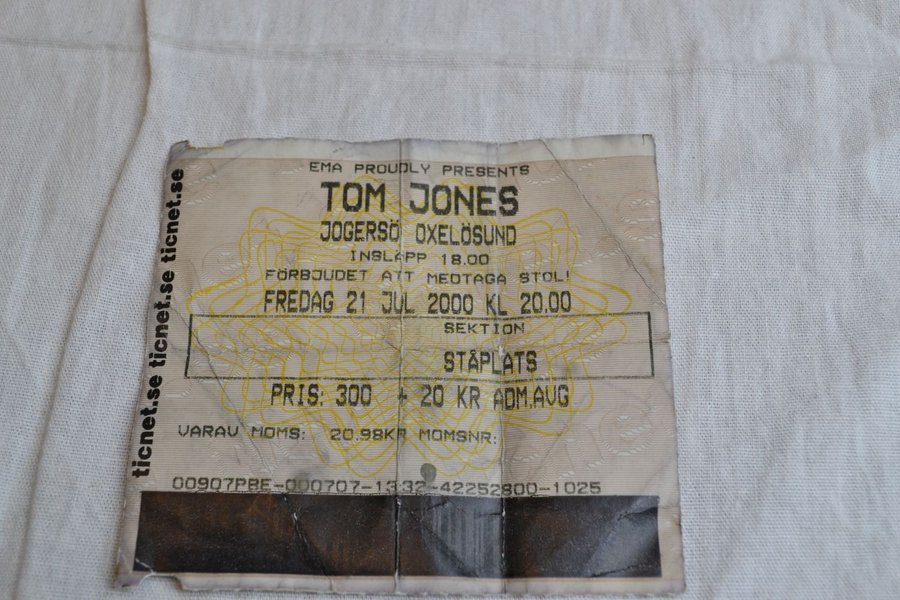 EMA PROUDLY PRESENTS
TOM JONES
JOGERSÖ OXELÖSUND
INSLÄPP 18.00
FÖRBJUDET ATT MEDTAGA STOL!
FREDAG 21 JUL 2000 KL 20.00
SEKTION
STÅPLATS
PRIS: 300 + 20 KR ADM.AVG
VARAV MOMS: 20.98KR MOMSNR:
00907PBE-000707-1332-42252800-1025
ticnet.se ticnet.se ticnet.se